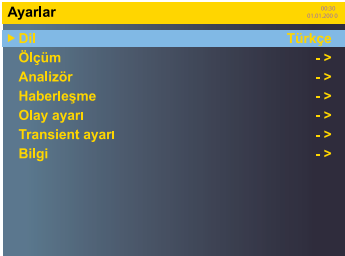 Ayarlar
00:30
01.01.2000
Dil Türkçe
Ölçüm - >
Analizör - >
Haberleşme - >
Olay ayarı - >
Transient ayarı - >
Bilgi - >